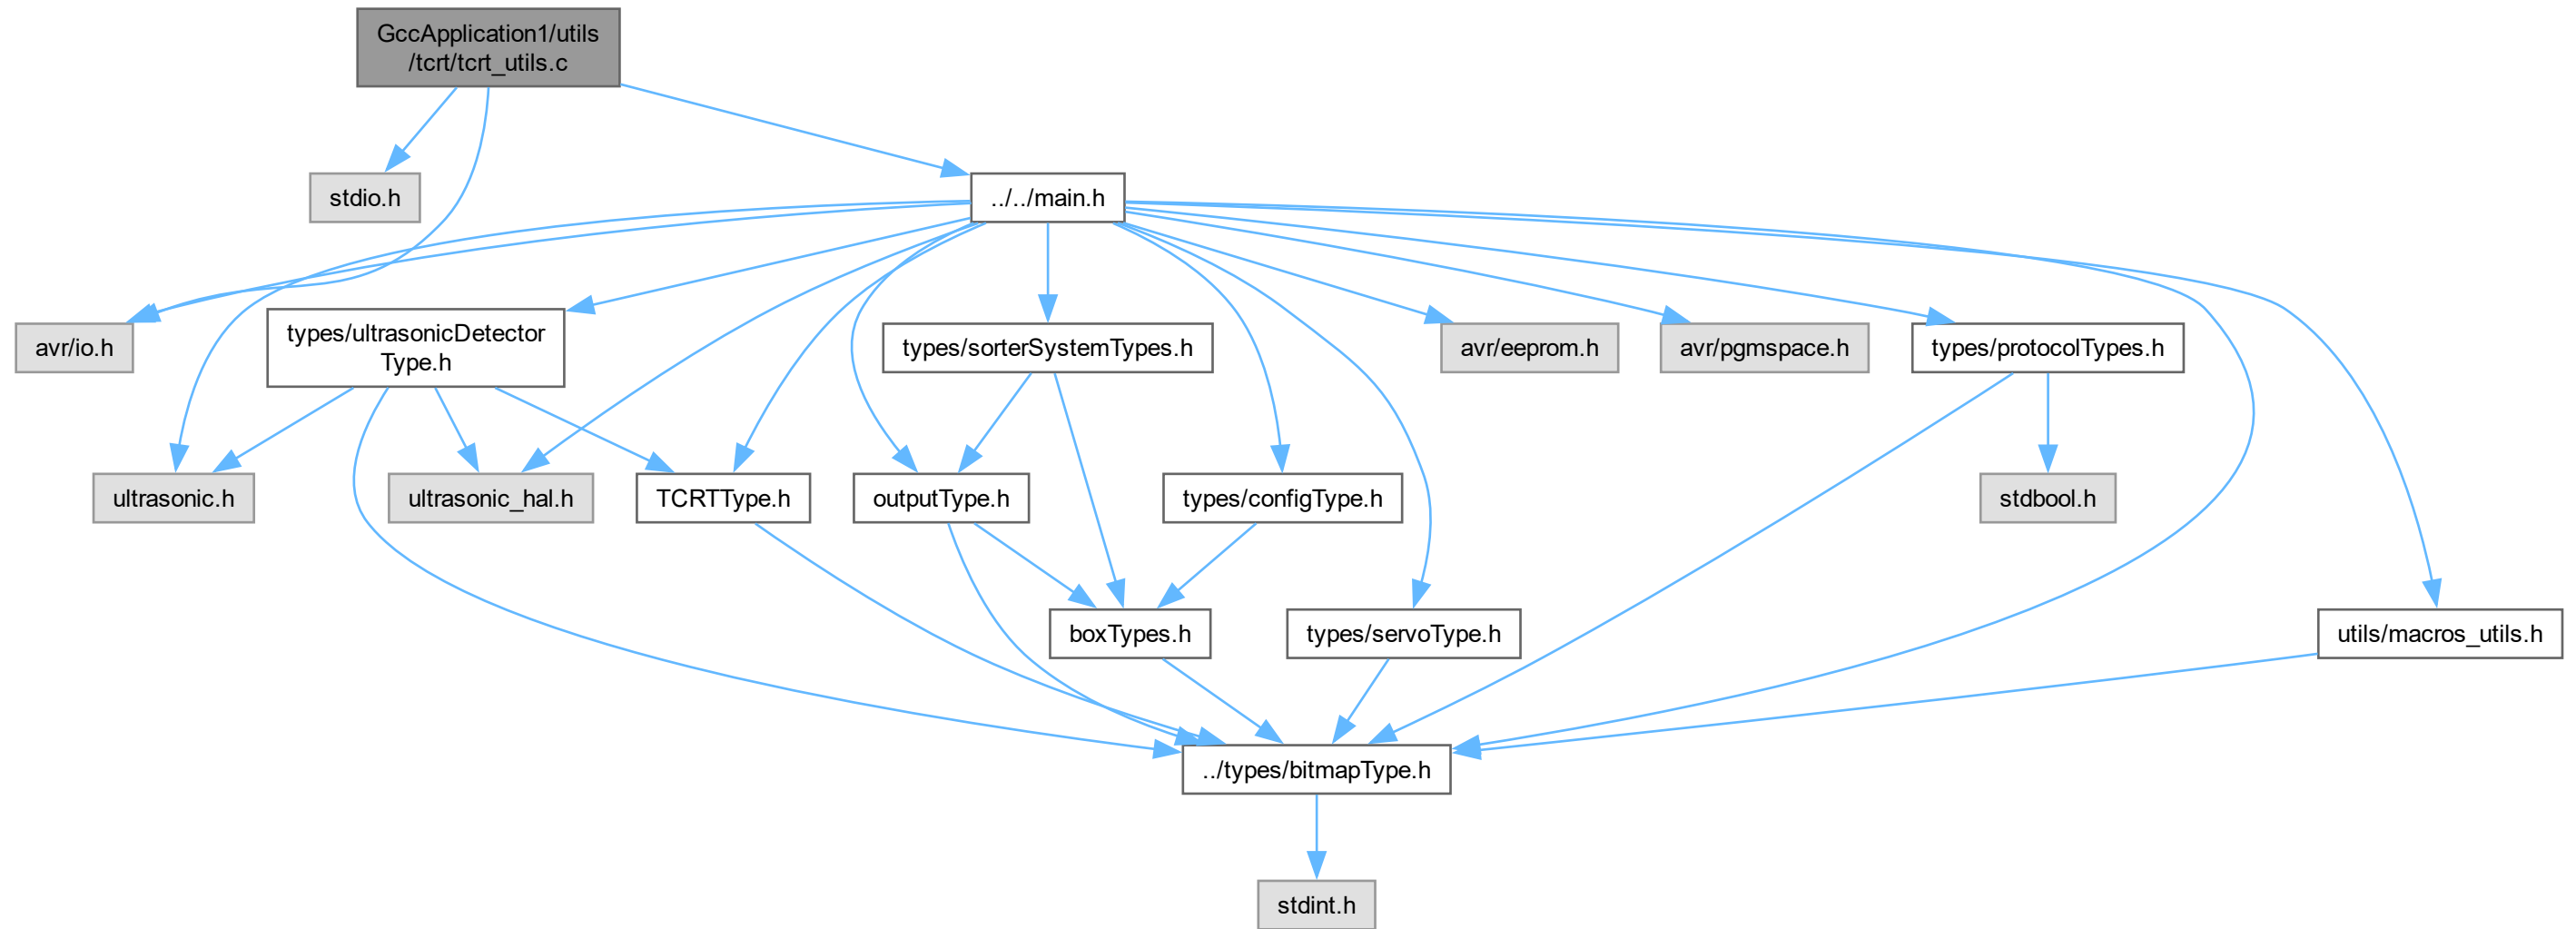 GccApplication1/utils
/tcrt/tcrt_utils.c
stdio.h
../../main.h
avr/io.h
types/ultrasonicDetector
Type.h
types/sorterSystemTypes.h
avr/eeprom.h
avr/pgmspace.h
types/protocolTypes.h
ultrasonic.h
ultrasonic_hal.h
TCRTType.h
outputType.h
types/configType.h
stdbool.h
boxTypes.h
types/servoType.h
utils/macros_utils.h
../types/bitmapType.h
stdint.h